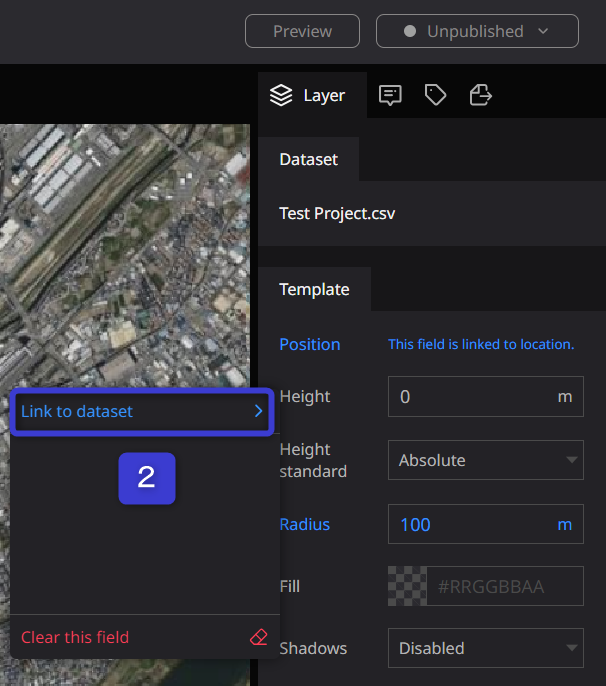 Preview
Unpublished
Layer
Dataset
Test Project.csv
Template
Position
This field is linked to location.
Height
0
m
Link to dataset
2
Height
standard
Absolute
Radius
100
m
Fill
#RRGGBBAA
Clear this field
Shadows
Disabled